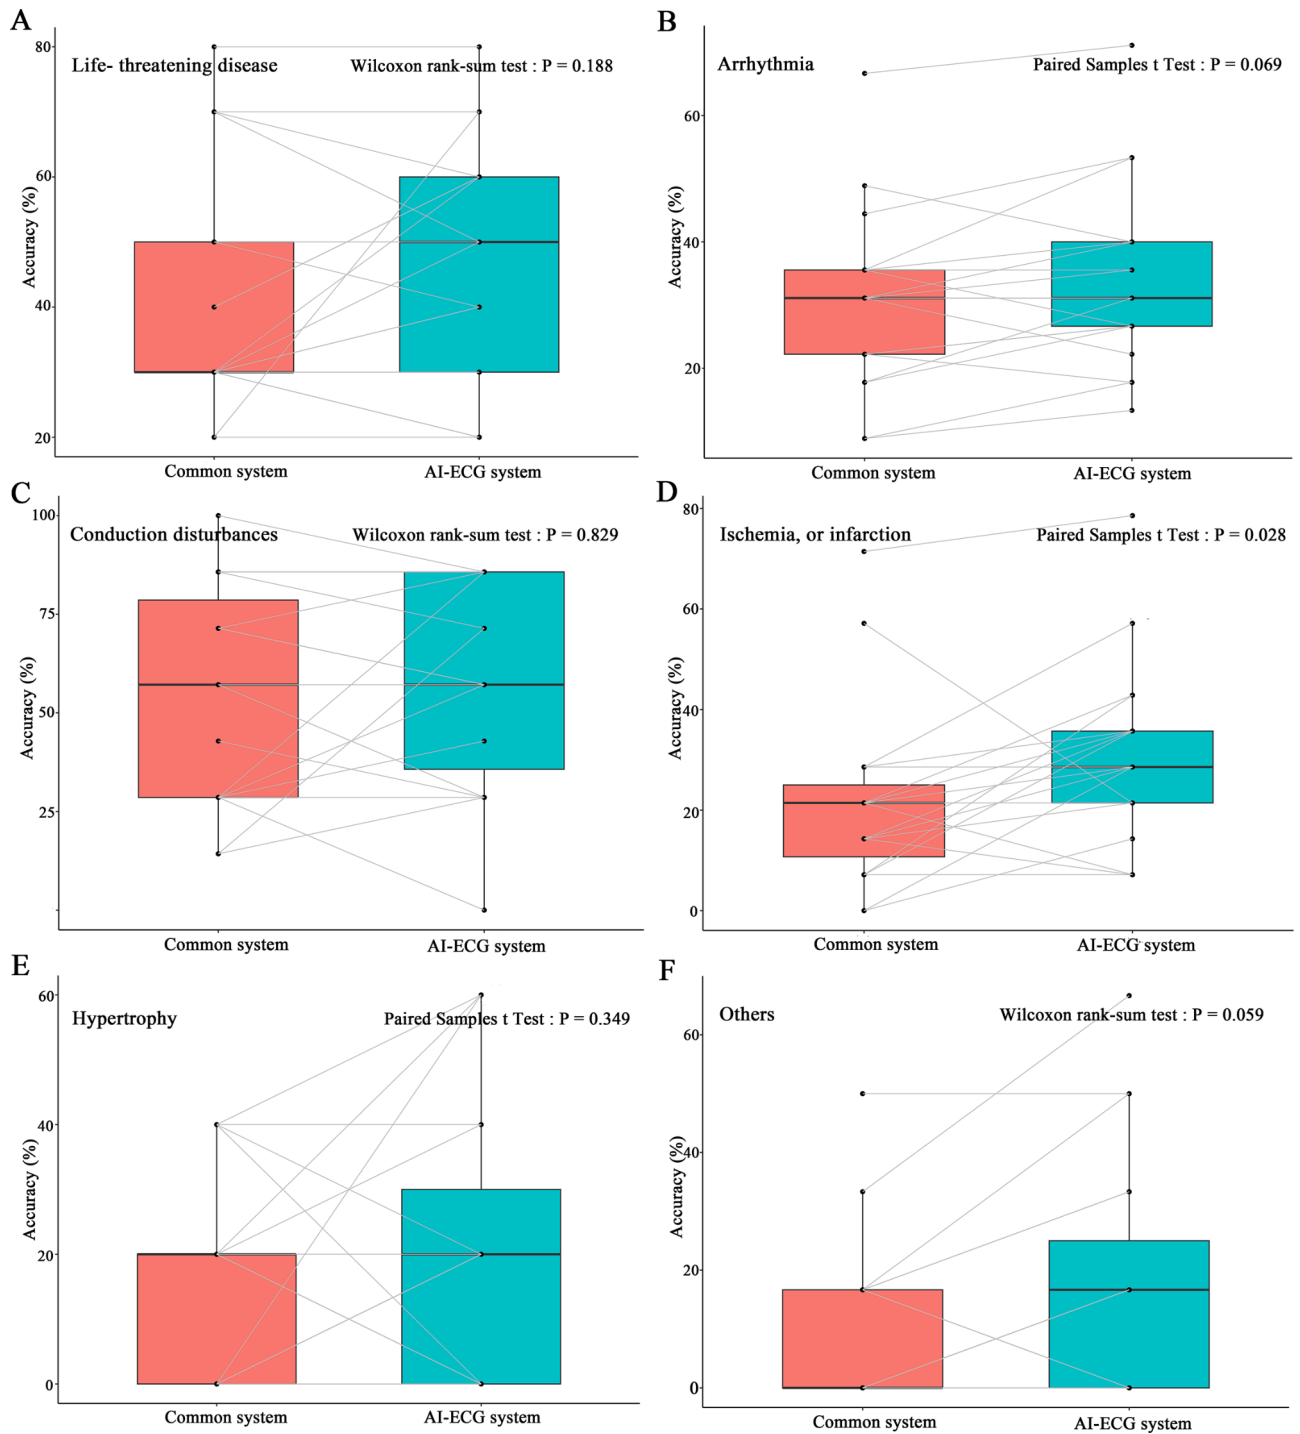 A
Life- threatening disease
Wilcoxon rank-sum test : P = 0.188
Accuracy (%)
80
60
40
20
Common system
AI-ECG system
B
Arrhythmia
Paired Samples t Test : P = 0.069
Accuracy (%)
60
40
20
Common system
AI-ECG system
C
Conduction disturbances
Wilcoxon rank-sum test : P = 0.829
Accuracy (%)
100
75
50
25
Common system
AI-ECG system
D
Ischemia, or infarction
Paired Samples t Test : P = 0.028
Accuracy (%)
80
60
40
20
0
Common system
AI-ECG system
E
Hypertrophy
Paired Samples t Test : P = 0.349
Accuracy (%)
60
40
20
0
Common system
AI-ECG system
F
Others
Wilcoxon rank-sum test : P = 0.059
Accuracy (%)
60
40
20
0
Common system
AI-ECG system